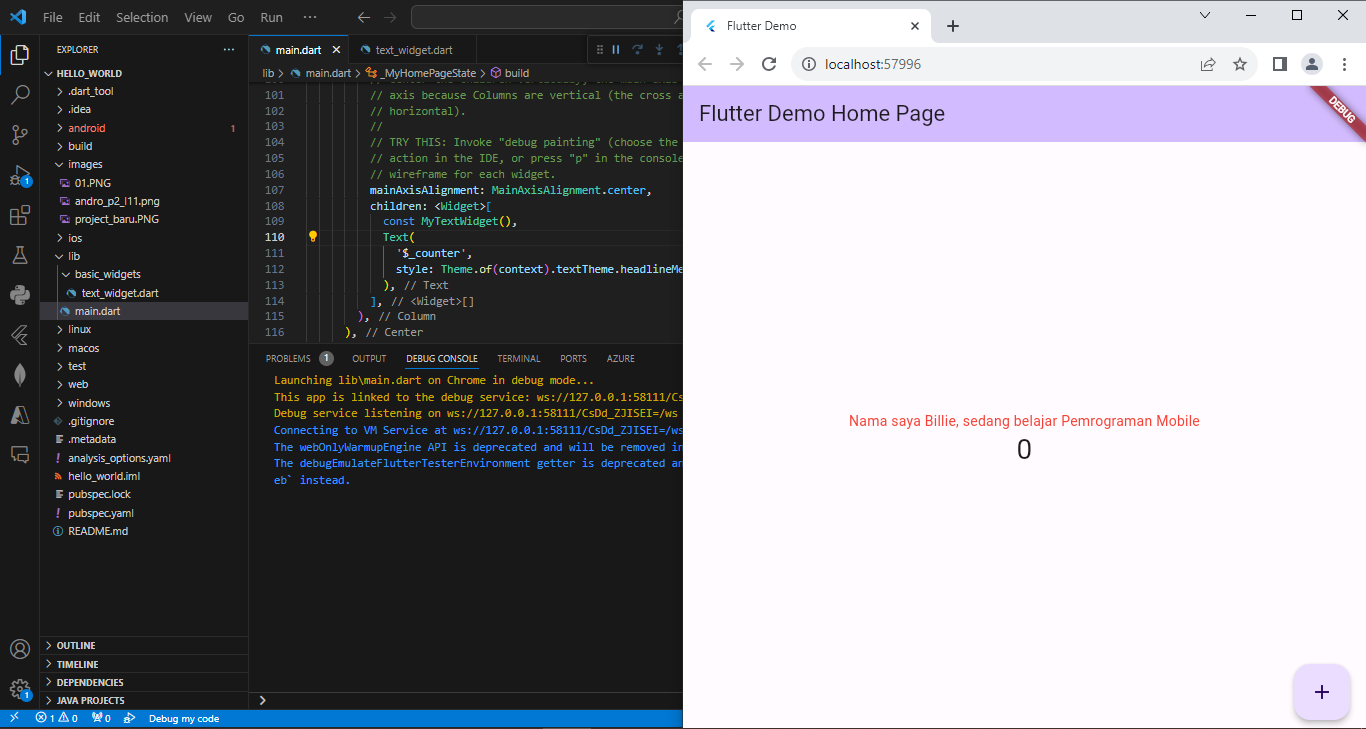 File Edit Selection View Go Run ···
EXPLORER ···
HELLO_WORLD
.dart_tool
.idea
android 1
build
images
01.PNG
andro_p2_l11.png
project_baru.PNG
ios
lib
basic_widgets
text_widget.dart
main.dart
linux
macos
test
web
windows
.gitignore
.metadata
analysis_options.yaml
hello_world.iml
pubspec.lock
pubspec.yaml
README.md
OUTLINE
TIMELINE
DEPENDENCIES
JAVA PROJECTS
1
1
main.dart
text_widget.dart
lib > main.dart > _MyHomePageState > build
101 // axis because Columns are vertical (the cross a
102 // horizontal).
103 //
104 // TRY THIS: Invoke "debug painting" (choose the
105 // action in the IDE, or press "p" in the console
106 // wireframe for each widget.
107 mainAxisAlignment: MainAxisAlignment.center,
108 children: <Widget>[
109 const MyTextWidget(),
110 Text(
111 '$_counter',
112 style: Theme.of(context).textTheme.headlineMe
113 ), // Text
114 ], // <Widget>[]
115 ), // Column
116 ), // Center
PROBLEMS 1 OUTPUT DEBUG CONSOLE TERMINAL PORTS AZURE
Launching lib\main.dart on Chrome in debug mode...
This app is linked to the debug service: ws://127.0.0.1:58111/Cs
Debug service listening on ws://127.0.0.1:58111/CsDd_ZJISEI=/ws
Connecting to VM Service at ws://127.0.0.1:58111/CsDd_ZJISEI=/ws
The webOnlyWarmupEngine API is deprecated and will be removed in
The debugEmulateFlutterTesterEnvironment getter is deprecated an
eb` instead.
1 0 0 Debug my code
Flutter Demo
localhost:57996
Flutter Demo Home Page
DEBUG
Nama saya Billie, sedang belajar Pemrograman Mobile
0
+